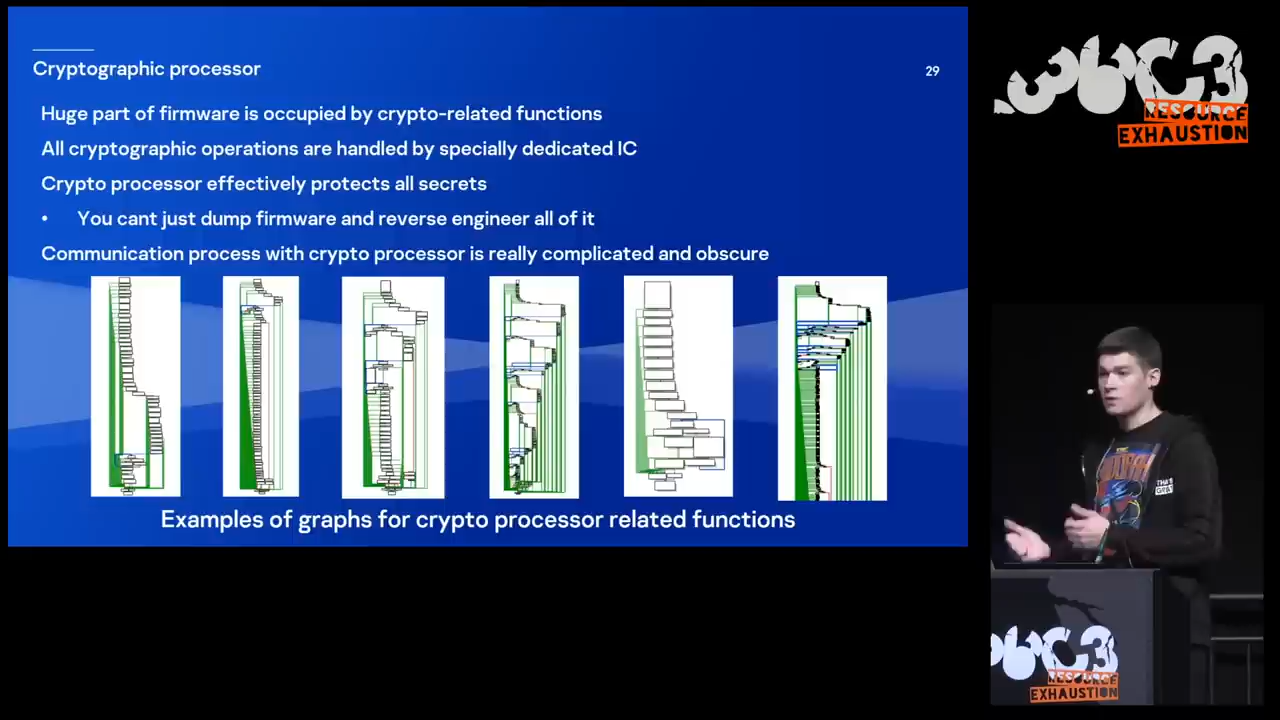 Cryptographic processor
29
Huge part of firmware is occupied by crypto-related functions
All cryptographic operations are handled by specially dedicated IC
Crypto processor effectively protects all secrets
• You cant just dump firmware and reverse engineer all of it
Communication process with crypto processor is really complicated and obscure
Examples of graphs for crypto processor related functions
38C3
RESOURCE
EXHAUSTION
RESOURCE
EXHAUSTION